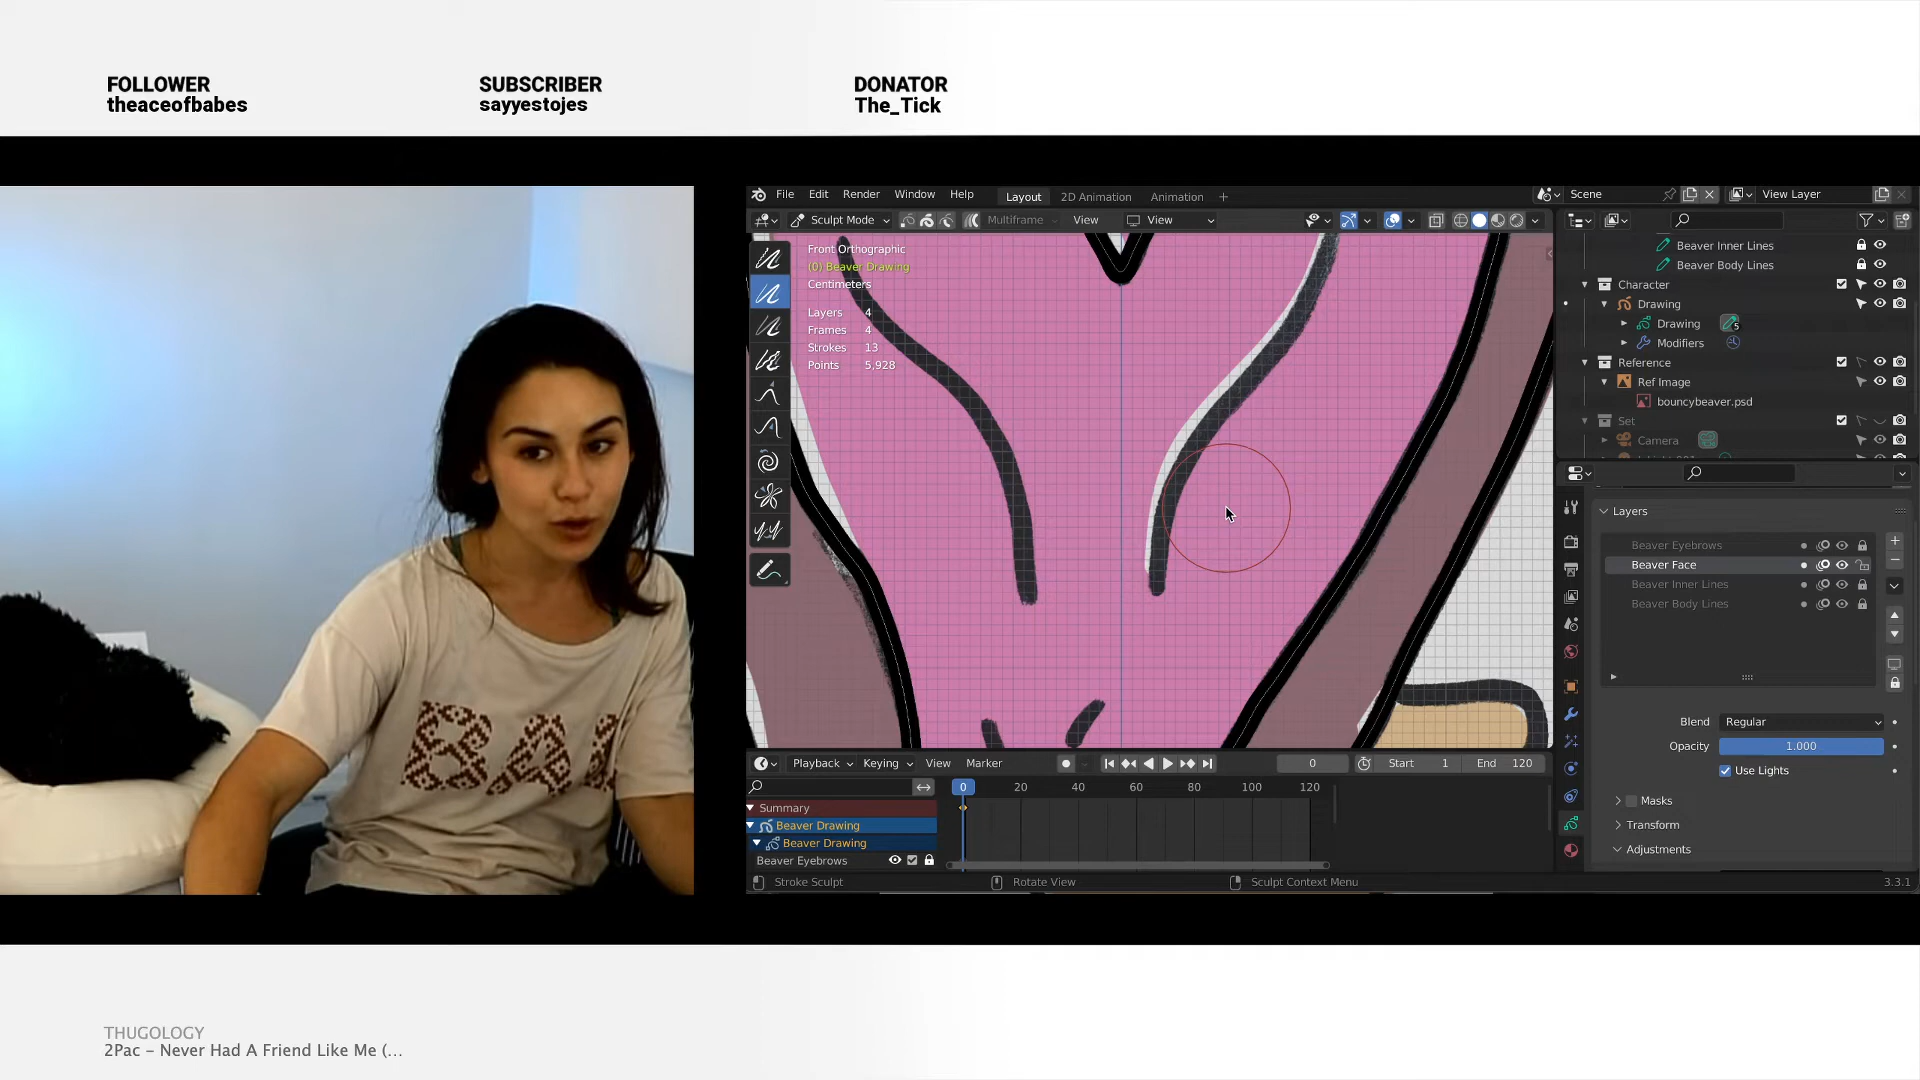 FOLLOWER
theaceofbabes
SUBSCRIBER
sayyestojes
DONATOR
The_Tick
File Edit Render Window Help Layout 2D Animation Animation + Scene View Layer
Sculpt Mode Multiframe View View
Front Orthographic
(0) Beaver Drawing
Centimeters
Layers 4
Frames 4
Strokes 13
Points 5,928
Beaver Inner Lines
Beaver Body Lines
Character
Drawing
Drawing 5
Modifiers
Reference
Ref Image
bouncybeaver.psd
Set
Camera
Layers
Beaver Eyebrows
Beaver Face
Beaver Inner Lines
Beaver Body Lines
Blend Regular
Opacity 1.000
Use Lights
Masks
Transform
Adjustments
Playback Keying View Marker 0 Start 1 End 120
0 20 40 60 80 100 120
Summary
Beaver Drawing
Beaver Drawing
Beaver Eyebrows
Stroke Sculpt Rotate View Sculpt Context Menu 3.3.1
BAL
THUGOLOGY
2Pac - Never Had A Friend Like Me (...